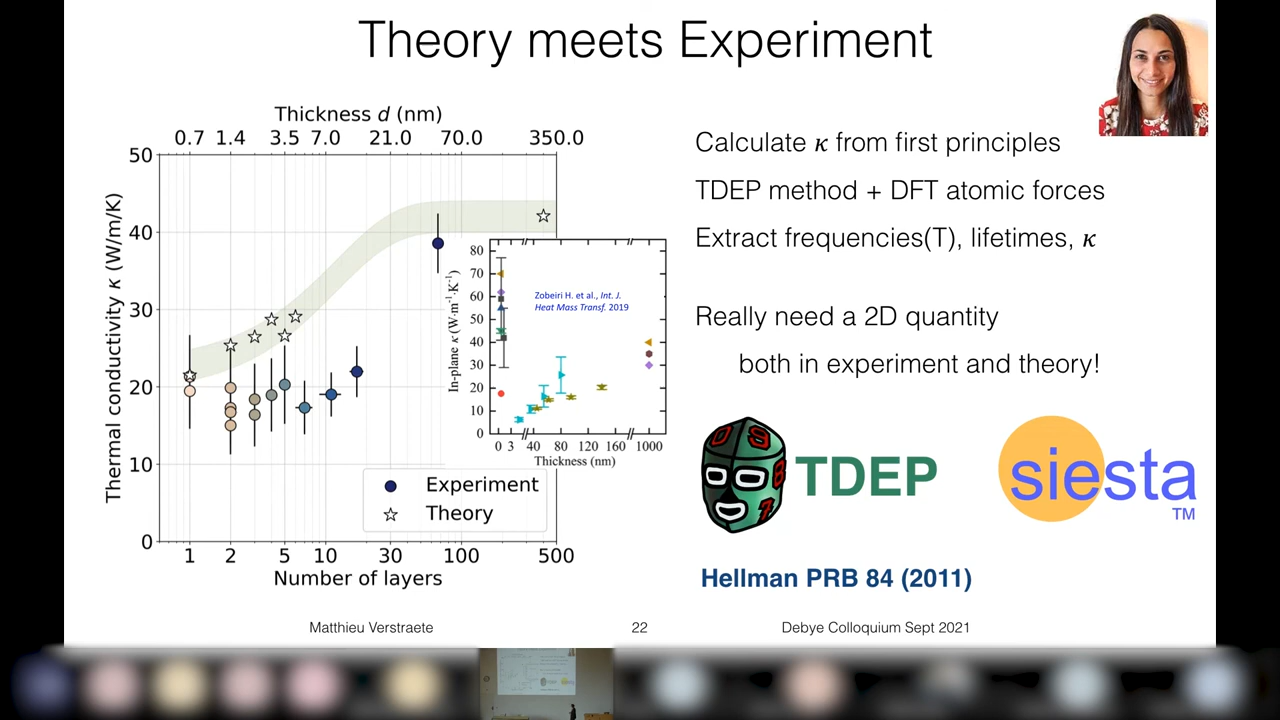 Theory meets Experiment
Thickness d (nm)
0.7 1.4 3.5 7.0 21.0 70.0 350.0
50
40
30
20
10
0
Thermal conductivity κ (W/m/K)
1 2 5 10 30 100 500
Number of layers
Experiment
Theory
80
70
60
50
40
30
20
10
0
In-plane κ (W·m⁻¹·K⁻¹)
Zobeiri H. et al., Int. J.
Heat Mass Transf. 2019
0 3 40 80 120 160 1000
Thickness (nm)
Calculate κ from first principles
TDEP method + DFT atomic forces
Extract frequencies(T), lifetimes, κ
Really need a 2D quantity
both in experiment and theory!
TDEP
siesta
TM
Hellman PRB 84 (2011)
Matthieu Verstraete 22 Debye Colloquium Sept 2021